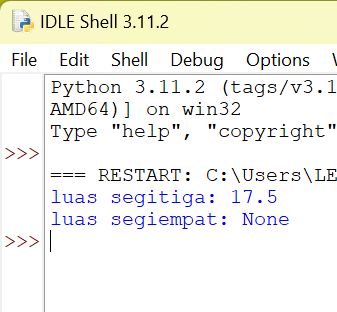 IDLE Shell 3.11.2
File Edit Shell Debug Options
Python 3.11.2 (tags/v3.1
AMD64)] on win32
Type "help", "copyright"
>>>
=== RESTART: C:\Users\LE
luas segitiga: 17.5
luas segiempat: None
>>>